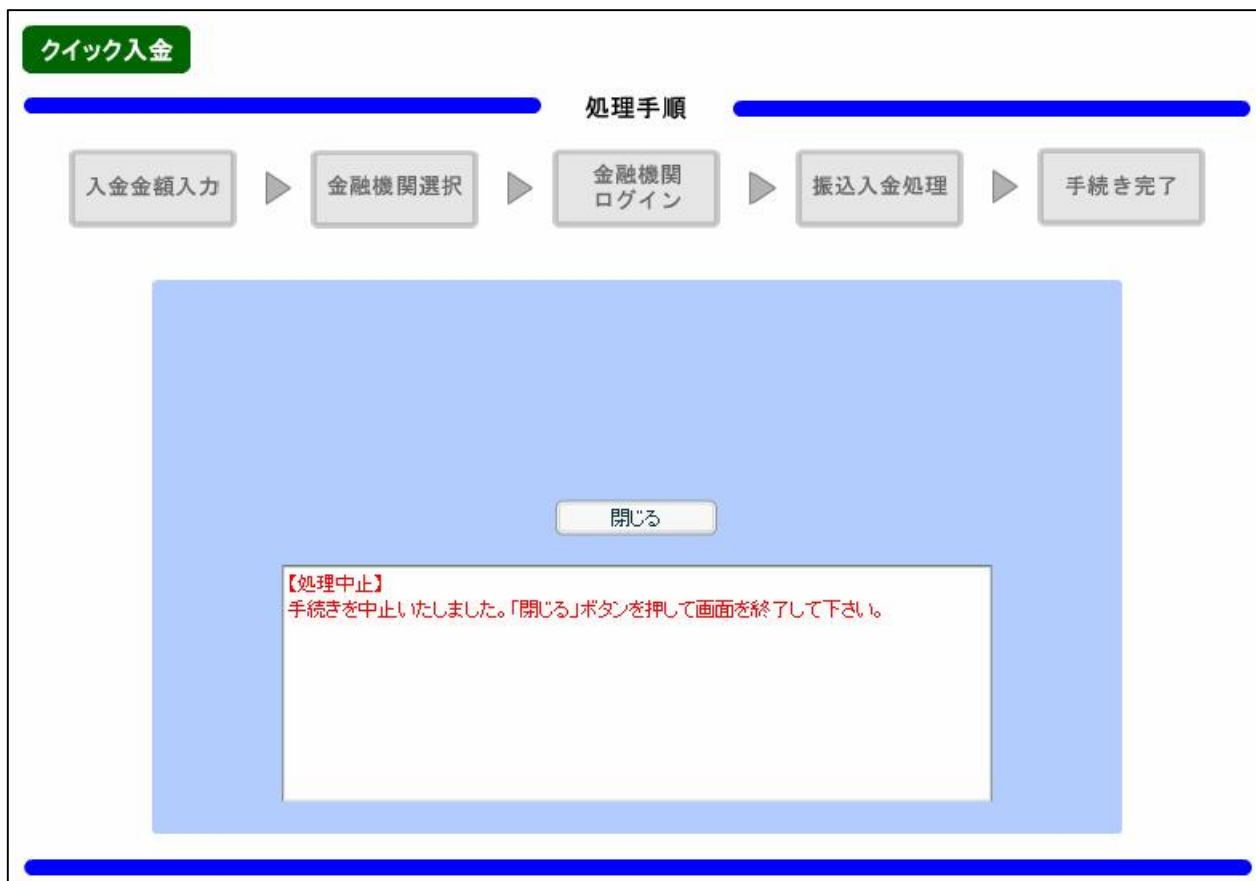 クイック入金
処理手順
入金金額入力
金融機関選択
金融機関
ログイン
振込入金処理
手続き完了
閉じる
【処理中止】
手続きを中止いたしました。「閉じる」ボタンを押して画面を終了して下さい。